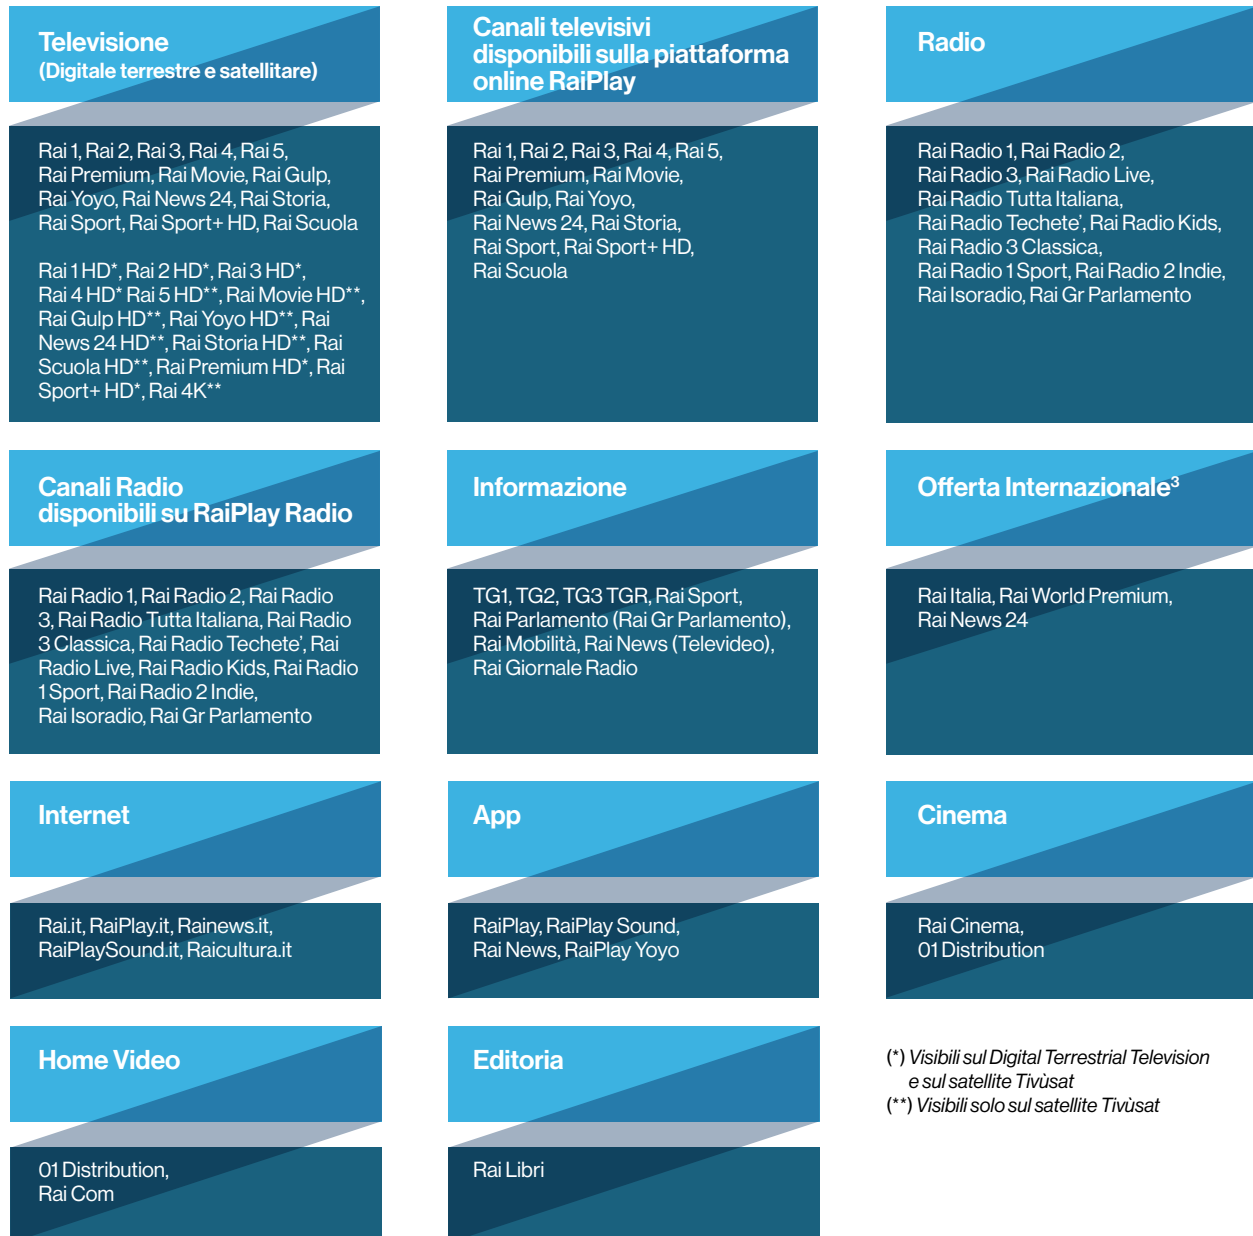 Televisione
(Digitale terrestre e satellitare)
Rai 1, Rai 2, Rai 3, Rai 4, Rai 5,
Rai Premium, Rai Movie, Rai Gulp,
Rai Yoyo, Rai News 24, Rai Storia,
Rai Sport, Rai Sport+ HD, Rai Scuola
Rai 1 HD*, Rai 2 HD*, Rai 3 HD*,
Rai 4 HD* Rai 5 HD**, Rai Movie HD**,
Rai Gulp HD**, Rai Yoyo HD**, Rai
News 24 HD**, Rai Storia HD**, Rai
Scuola HD**, Rai Premium HD*, Rai
Sport+ HD*, Rai 4K**
Canali televisivi
disponibili sulla piattaforma
online RaiPlay
Rai 1, Rai 2, Rai 3, Rai 4, Rai 5,
Rai Premium, Rai Movie,
Rai Gulp, Rai Yoyo,
Rai News 24, Rai Storia,
Rai Sport, Rai Sport+ HD,
Rai Scuola
Radio
Rai Radio 1, Rai Radio 2,
Rai Radio 3, Rai Radio Live,
Rai Radio Tutta Italiana,
Rai Radio Techete’, Rai Radio Kids,
Rai Radio 3 Classica,
Rai Radio 1 Sport, Rai Radio 2 Indie,
Rai Isoradio, Rai Gr Parlamento
Canali Radio
disponibili su RaiPlay Radio
Rai Radio 1, Rai Radio 2, Rai Radio
3, Rai Radio Tutta Italiana, Rai Radio
3 Classica, Rai Radio Techete’, Rai
Radio Live, Rai Radio Kids, Rai Radio
1 Sport, Rai Radio 2 Indie,
Rai Isoradio, Rai Gr Parlamento
Informazione
TG1, TG2, TG3 TGR, Rai Sport,
Rai Parlamento (Rai Gr Parlamento),
Rai Mobilità, Rai News (Televideo),
Rai Giornale Radio
Offerta Internazionale³
Rai Italia, Rai World Premium,
Rai News 24
Internet
Rai.it, RaiPlay.it, Rainews.it,
RaiPlaySound.it, Raicultura.it
App
RaiPlay, RaiPlay Sound,
Rai News, RaiPlay Yoyo
Cinema
Rai Cinema,
01 Distribution
Home Video
01 Distribution,
Rai Com
Editoria
Rai Libri
(*) Visibili sul Digital Terrestrial Television
e sul satellite Tivùsat
(**) Visibili solo sul satellite Tivùsat